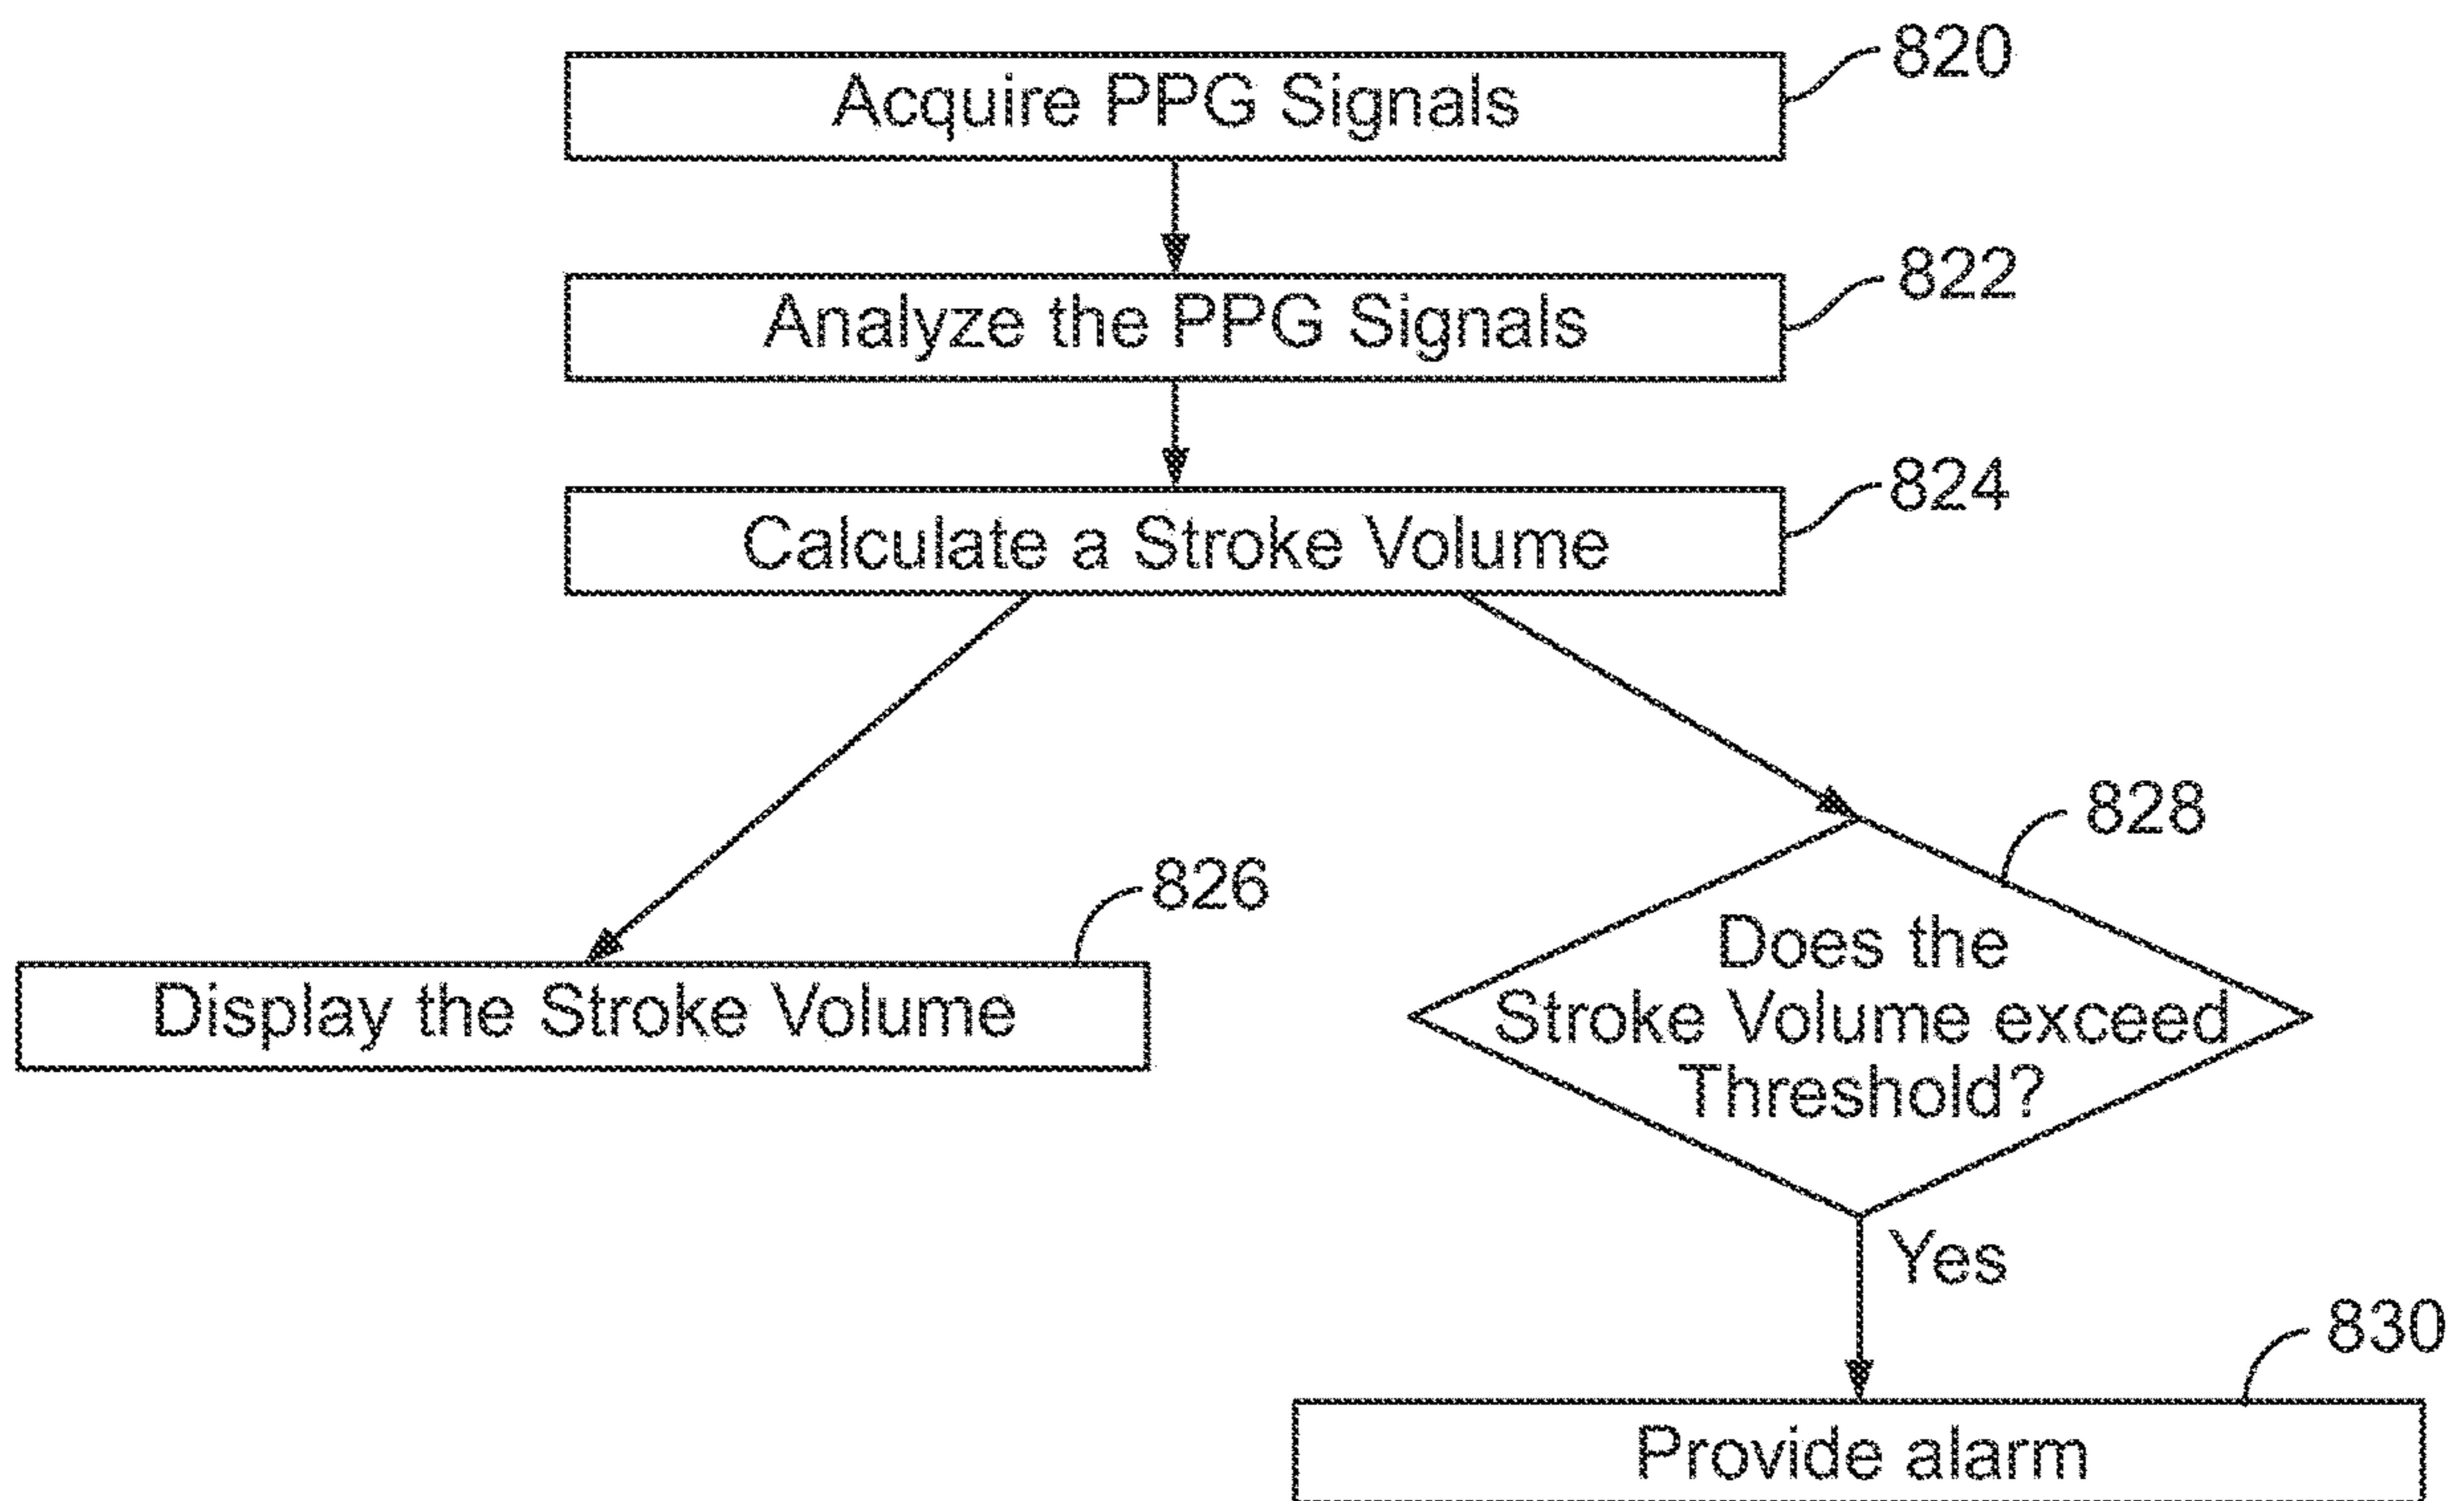 Acquire PPG Signals
820
Analyze the PPG Signals
822
Calculate a Stroke Volume
824
Display the Stroke Volume
826
828
Does the
Stroke Volume exceed
Threshold?
Yes
830
Provide alarm